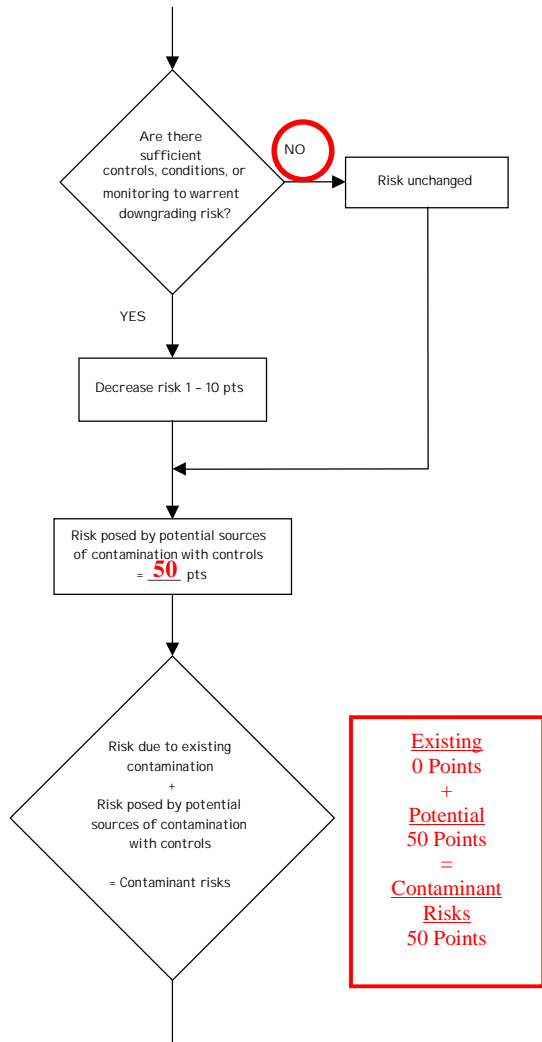 Are there
sufficient
controls, conditions, or
monitoring to warrent
downgrading risk?
NO
Risk unchanged
YES
Decrease risk 1 – 10 pts
Risk posed by potential sources
of contamination with controls
= 50 pts
Risk due to existing
contamination
+
Risk posed by potential
sources of contamination
with controls
= Contaminant risks
Existing
0 Points
+
Potential
50 Points
=
Contaminant
Risks
50 Points